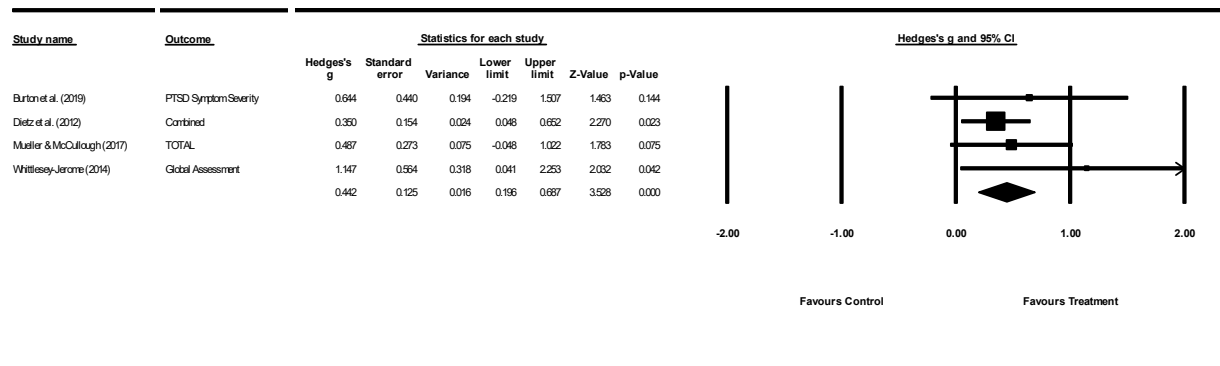 Study name Outcome Statistics for each study Hedges's g and 95% CI
Hedges's g Standard error Variance Lower limit Upper limit Z-Value p-Value
Burton et al. (2019) PTSD Symptom Severity 0.644 0.440 0.194 -0.219 1.507 1.463 0.144
Dietz et al. (2012) Combined 0.350 0.154 0.024 0.048 0.652 2.270 0.023
Mueller & McCullough (2017) TOTAL 0.487 0.273 0.075 -0.048 1.022 1.783 0.075
Whittlesey-Jerome (2014) Global Assessment 1.147 0.564 0.318 0.041 2.253 2.032 0.042
0.442 0.125 0.016 0.196 0.687 3.528 0.000
-2.00 -1.00 0.00 1.00 2.00
Favours Control Favours Treatment